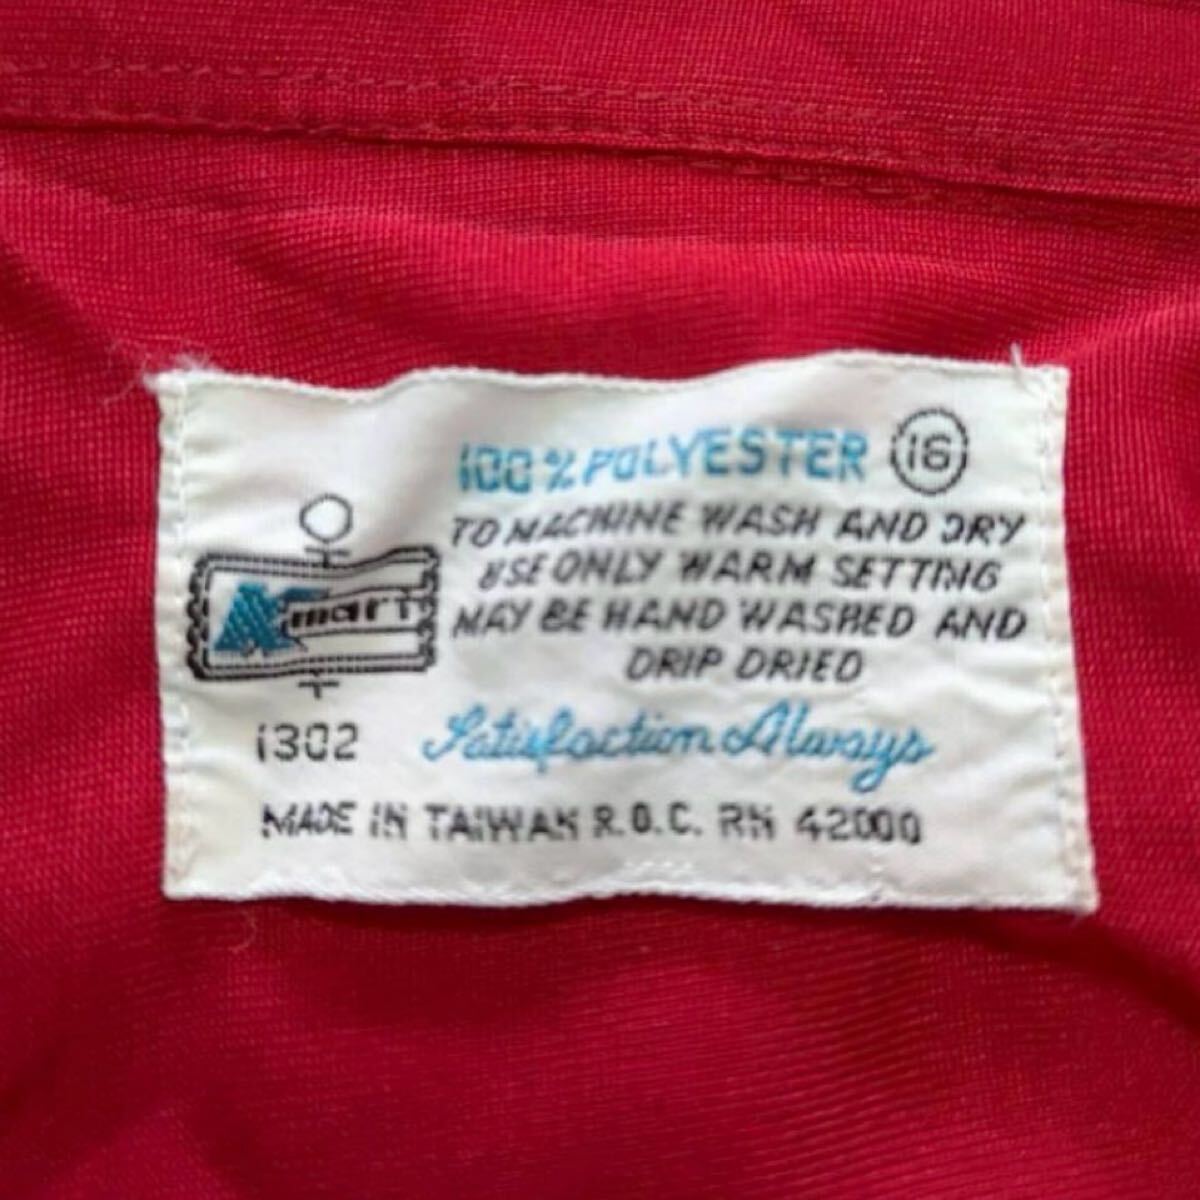 100% POLYESTER 16
TO MACHINE WASH AND DRY
USE ONLY WARM SETTING
MAY BE HAND WASHED AND
DRIP DRIED
Kmart
1302
Satisfaction Always
MADE IN TAIWAN R.O.C. RN 42000